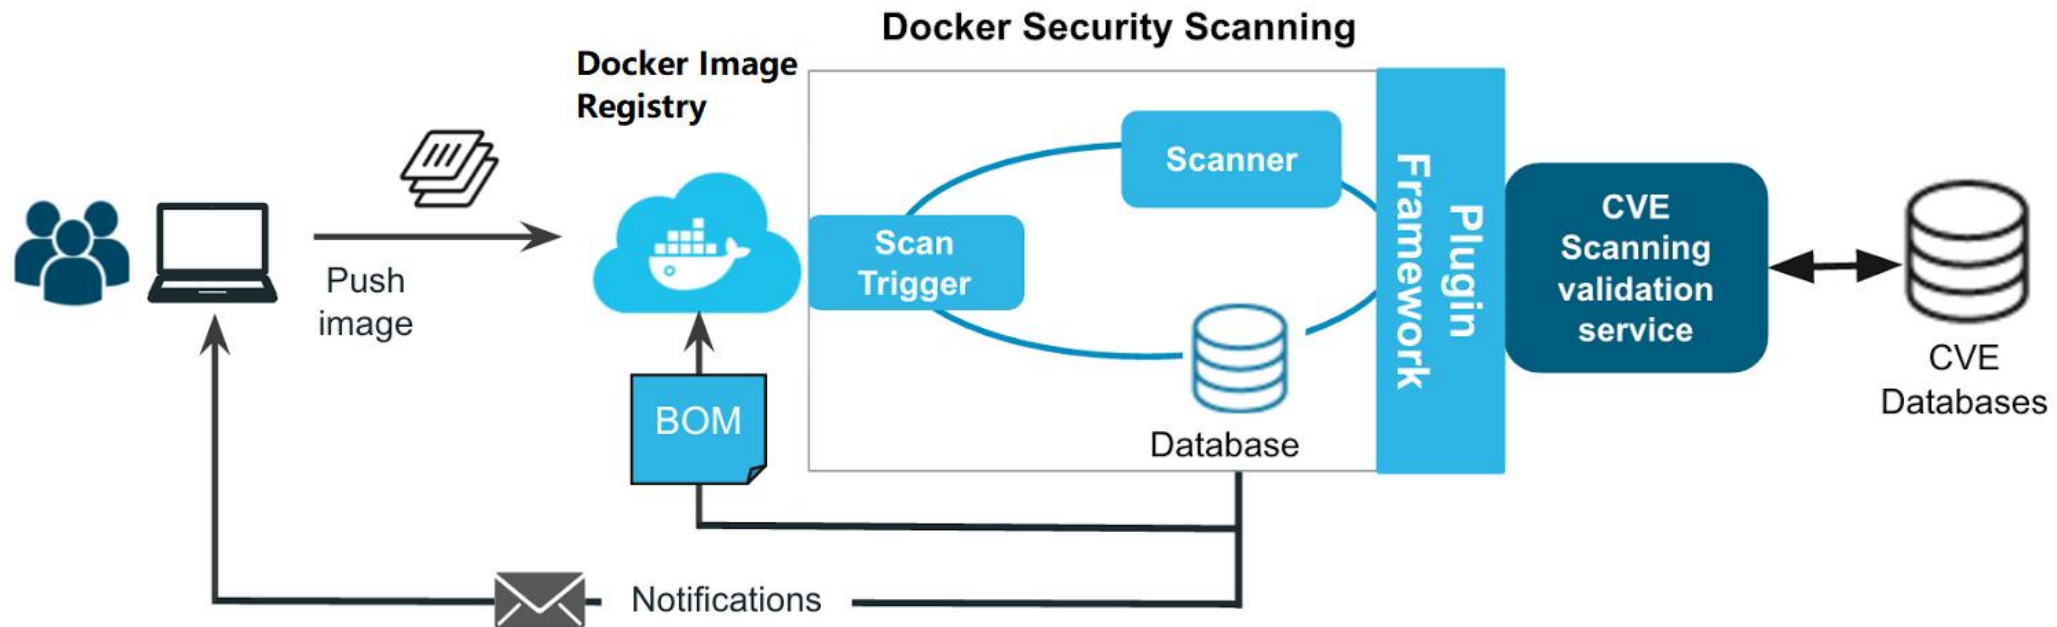 Docker Security Scanning
Docker Image
Registry
Push
image
BOM
Scan
Trigger
Scanner
Database
Plugin
Framework
CVE
Scanning
validation
service
CVE
Databases
Notifications